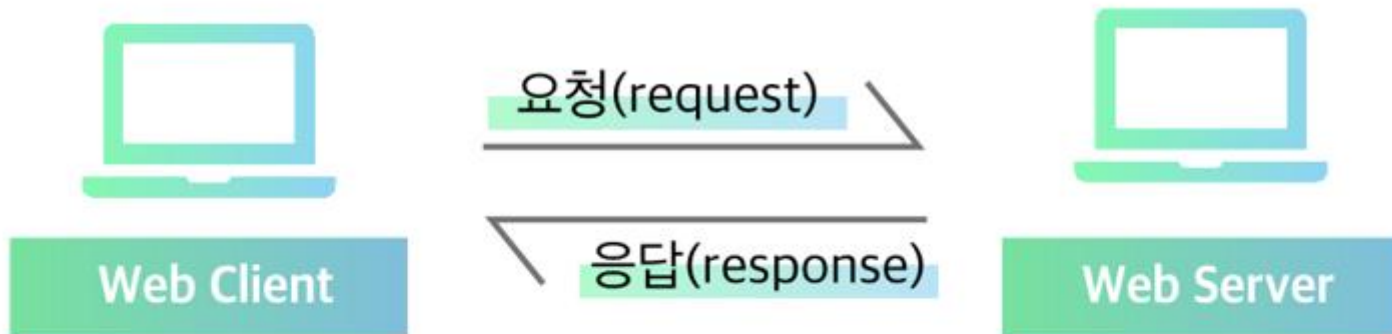 요청(request)
응답(response)
Web Client
Web Server